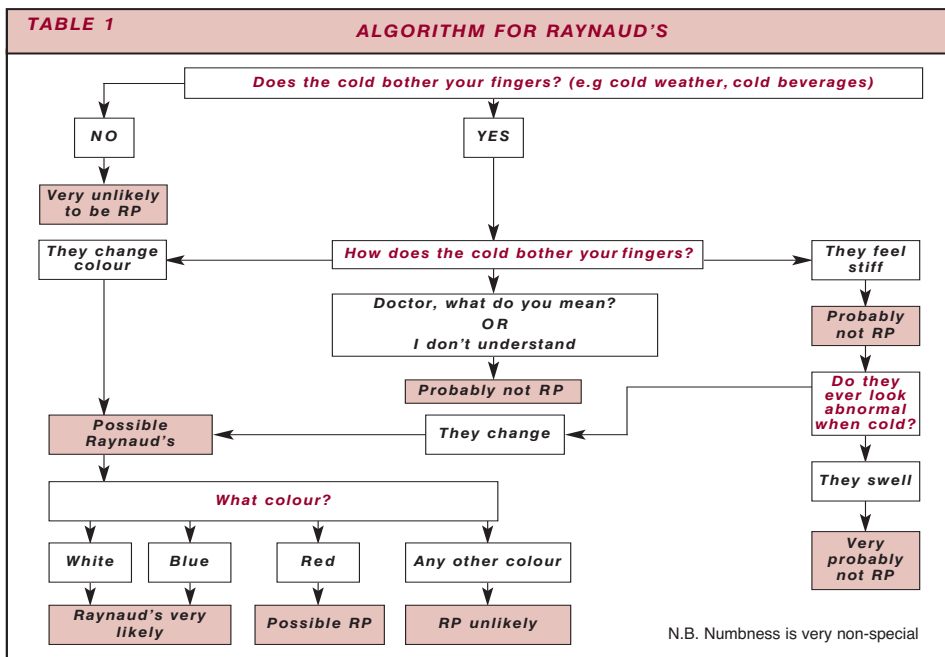 TABLE 1
ALGORITHM FOR RAYNAUD'S
Does the cold bother your fingers? (e.g cold weather, cold beverages)
NO
YES
Very unlikely
to be RP
They change
colour
How does the cold bother your fingers?
They feel
stiff
Doctor, what do you mean?
OR
I don't understand
Probably
not RP
Probably not RP
Do they
ever look
abnormal
when cold?
Possible
Raynaud's
They change
They swell
What colour?
White
Blue
Red
Any other colour
Very
probably
not RP
Raynaud's very
likely
Possible RP
RP unlikely
N.B. Numbness is very non-special